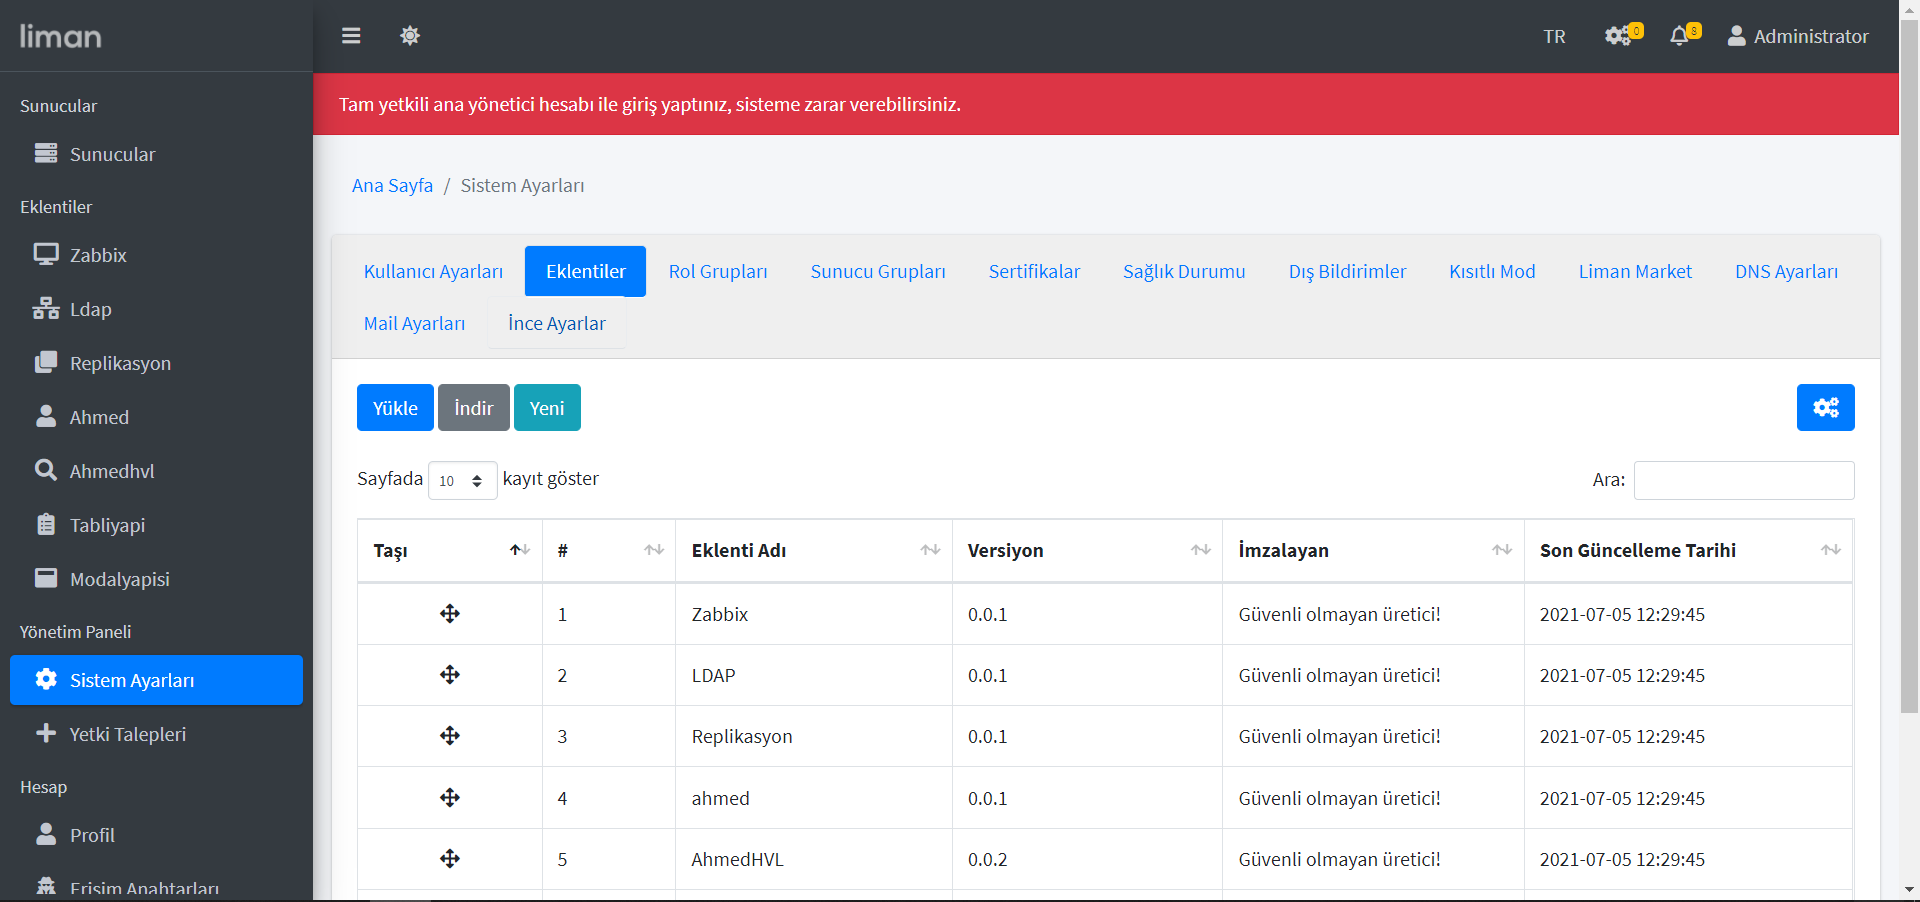 liman
TR
0
8
Administrator
Tam yetkili ana yönetici hesabı ile giriş yaptınız, sisteme zarar verebilirsiniz.
Sunucular
Sunucular
Eklentiler
Zabbix
Ldap
Replikasyon
Ahmed
Ahmedhvl
Tabliyapi
Modalyapisi
Yönetim Paneli
Sistem Ayarları
Yetki Talepleri
Hesap
Profil
Erişim Anahtarları
Ana Sayfa / Sistem Ayarları
Kullanıcı Ayarları Eklentiler Rol Grupları Sunucu Grupları Sertifikalar Sağlık Durumu Dış Bildirimler Kısıtlı Mod Liman Market DNS Ayarları
Mail Ayarları İnce Ayarlar
Yükle İndir Yeni
Sayfada 10 kayıt göster Ara:
Taşı # Eklenti Adı Versiyon İmzalayan Son Güncelleme Tarihi
1 Zabbix 0.0.1 Güvenli olmayan üretici! 2021-07-05 12:29:45
2 LDAP 0.0.1 Güvenli olmayan üretici! 2021-07-05 12:29:45
3 Replikasyon 0.0.1 Güvenli olmayan üretici! 2021-07-05 12:29:45
4 ahmed 0.0.1 Güvenli olmayan üretici! 2021-07-05 12:29:45
5 AhmedHVL 0.0.2 Güvenli olmayan üretici! 2021-07-05 12:29:45